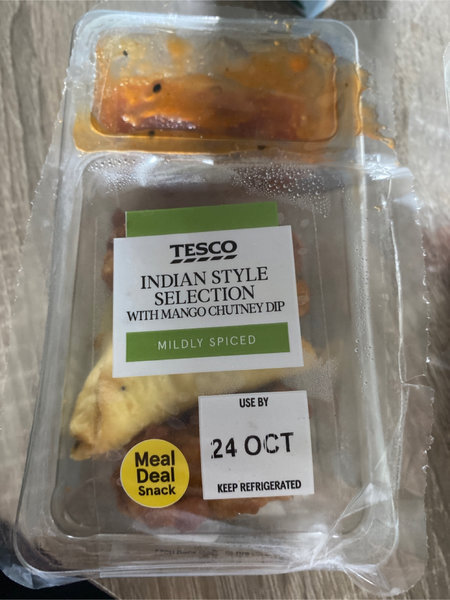 TESCO
INDIAN STYLE
SELECTION
WITH MANGO CHUTNEY DIP
MILDLY SPICED
USE BY
24 OCT
KEEP REFRIGERATED
Meal
Deal
Snack